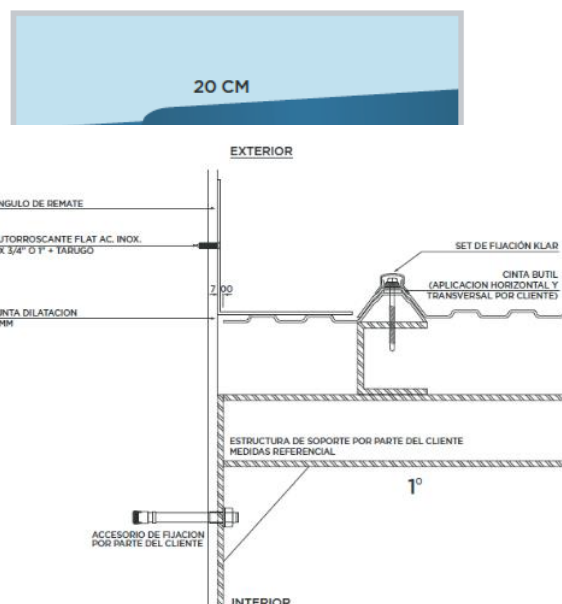 20 CM
EXTERIOR
NGULO DE REMATE
UTORROSCANTE FLAT AC. INOX.
X 3/4" O 1" + TARUGO
SET DE FIJACIÓN KLAR
CINTA BUTIL
(APLICACION HORIZONTAL Y
TRANSVERSAL POR CLIENTE)
7,00
NTA DILATACION
MM
ESTRUCTURA DE SOPORTE POR PARTE DEL CLIENTE
MEDIDAS REFERENCIAL
1°
ACCESORIO DE FIJACION
POR PARTE DEL CLIENTE
INTERIOR